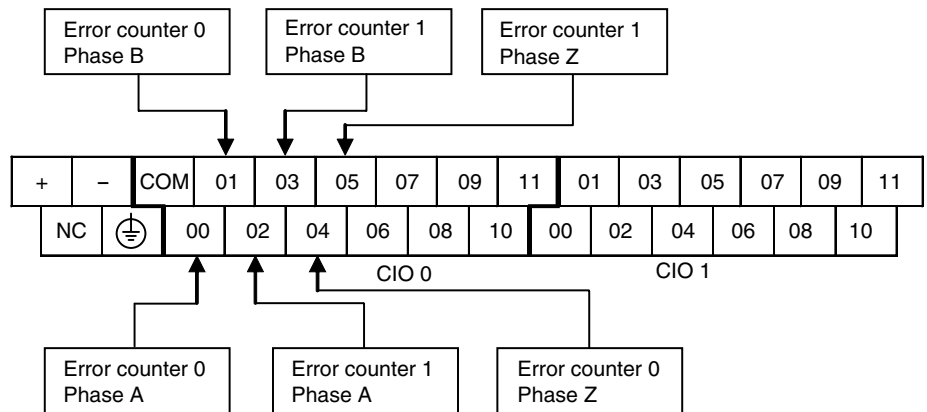 Error counter 0
Phase B
Error counter 1
Phase B
Error counter 1
Phase Z
+ – COM 01 03 05 07 09 11 01 03 05 07 09 11
NC 00 02 04 06 08 10 00 02 04 06 08 10
CIO 0 CIO 1
Error counter 0
Phase A
Error counter 1
Phase A
Error counter 0
Phase Z